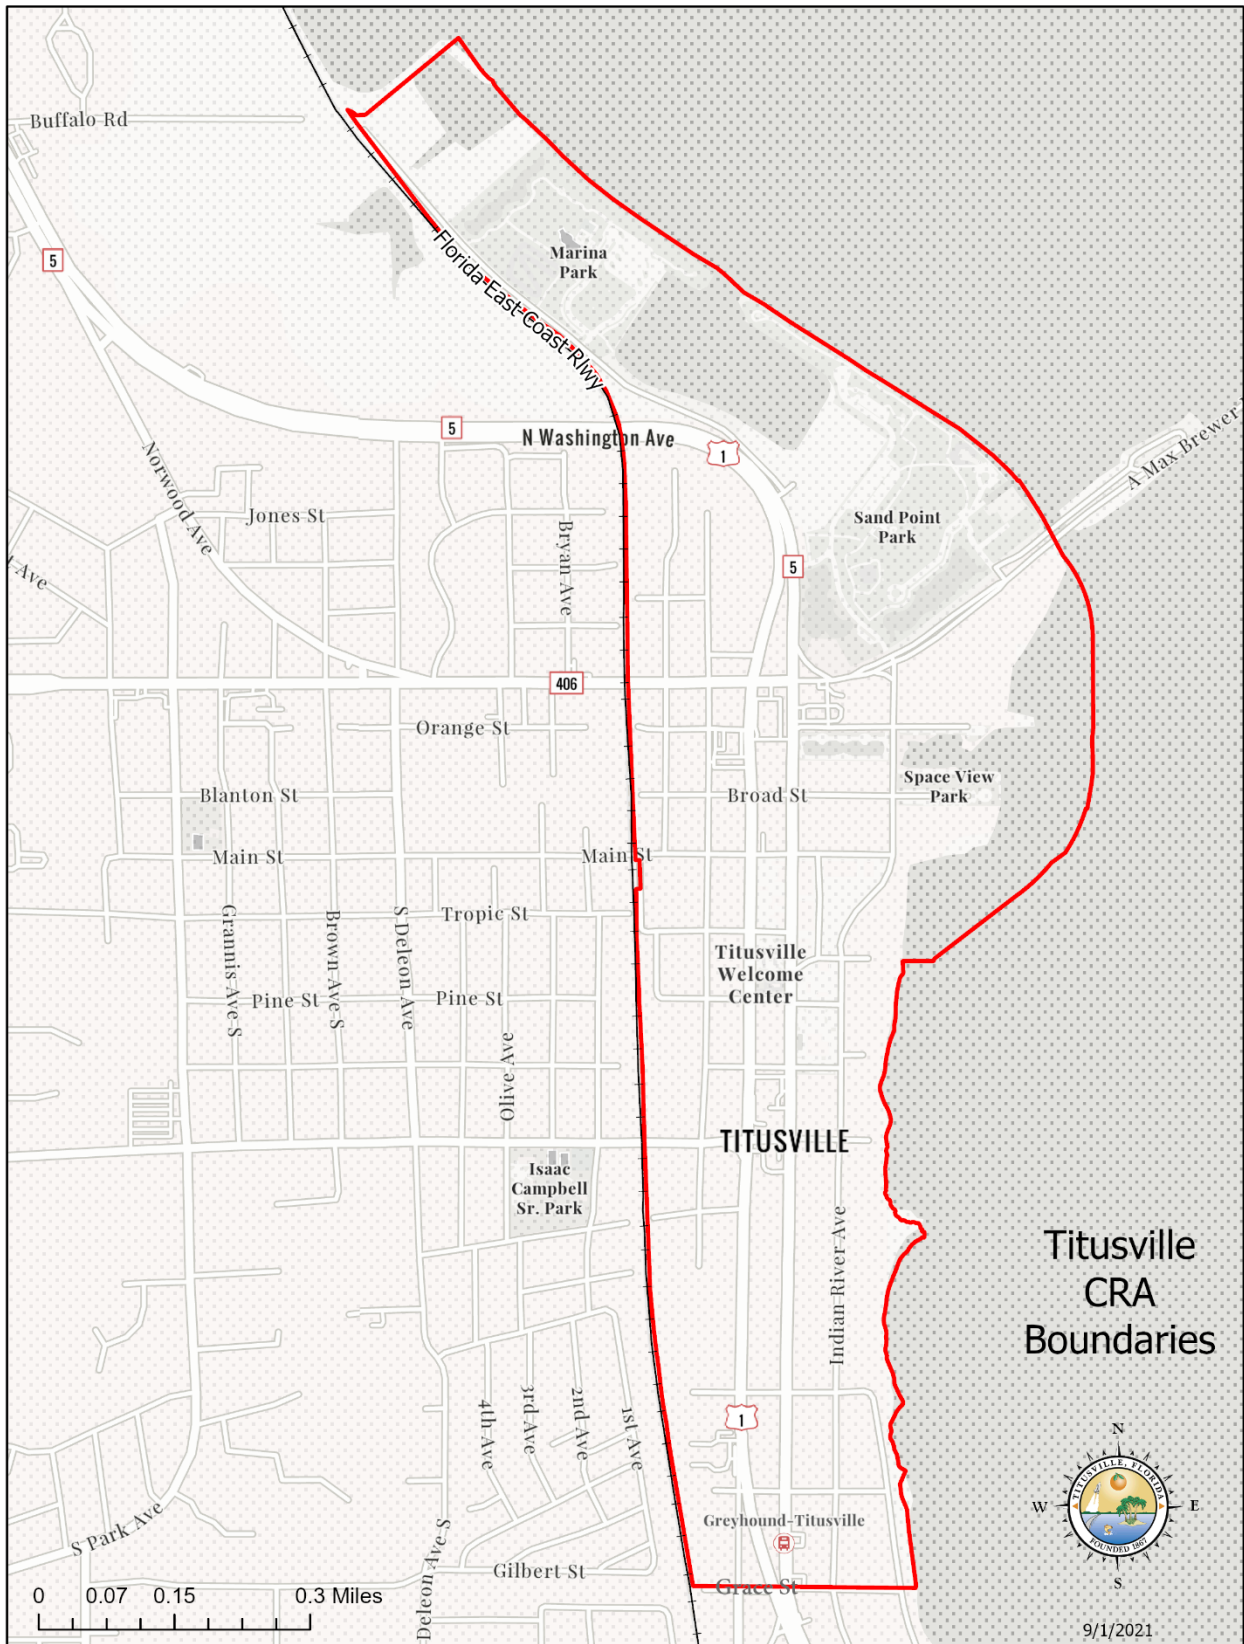 Buffalo Rd
5
Marina
Park
Florida East Coast Rlwy
5
N Washington Ave
1
A Max Brewer
Norwood Ave
Jones St
Bryan Ave
Sand Point
Park
5
Ave
406
Orange St
Space View
Park
Blanton St
Broad St
Main St
Main St
Grannis Ave S
Brown Ave S
S Deleon Ave
Tropic St
Titusville
Welcome
Center
Pine St
Pine St
Olive Ave
TITUSVILLE
Isaac
Campbell
Sr. Park
Indian River Ave
Titusville
CRA
Boundaries
4th Ave
3rd Ave
2nd Ave
1st Ave
1
N
W
E
S
TITUSVILLE, FLORIDA
FOUNDED 1867
S Park Ave
Greyhound-Titusville
Deleon Ave S
Gilbert St
Grace St
0 0.07 0.15 0.3 Miles
9/1/2021